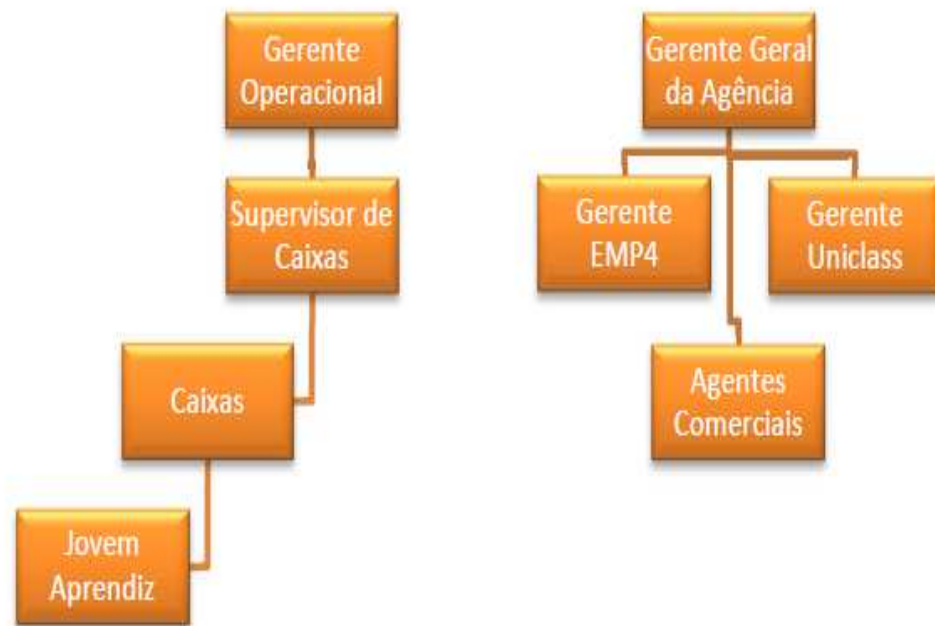 Gerente
Operacional
Supervisor de
Caixas
Caixas
Jovem
Aprendiz
Gerente Geral
da Agência
Gerente
EMP4
Gerente
Uniclass
Agentes
Comerciais